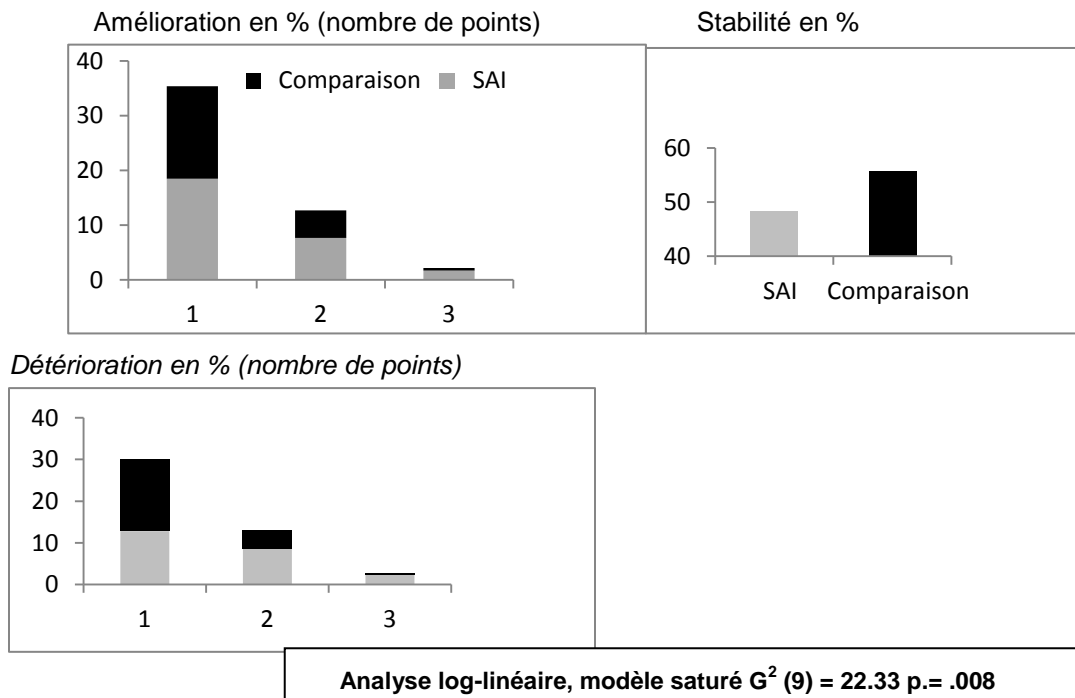 Amélioration en % (nombre de points)
Stabilité en %
40
30
20
10
0
Comparaison SAI
1 2 3
60
50
40
SAI Comparaison
Détérioration en % (nombre de points)
40
30
20
10
0
1 2 3
Analyse log-linéaire, modèle saturé G² (9) = 22.33 p.= .008